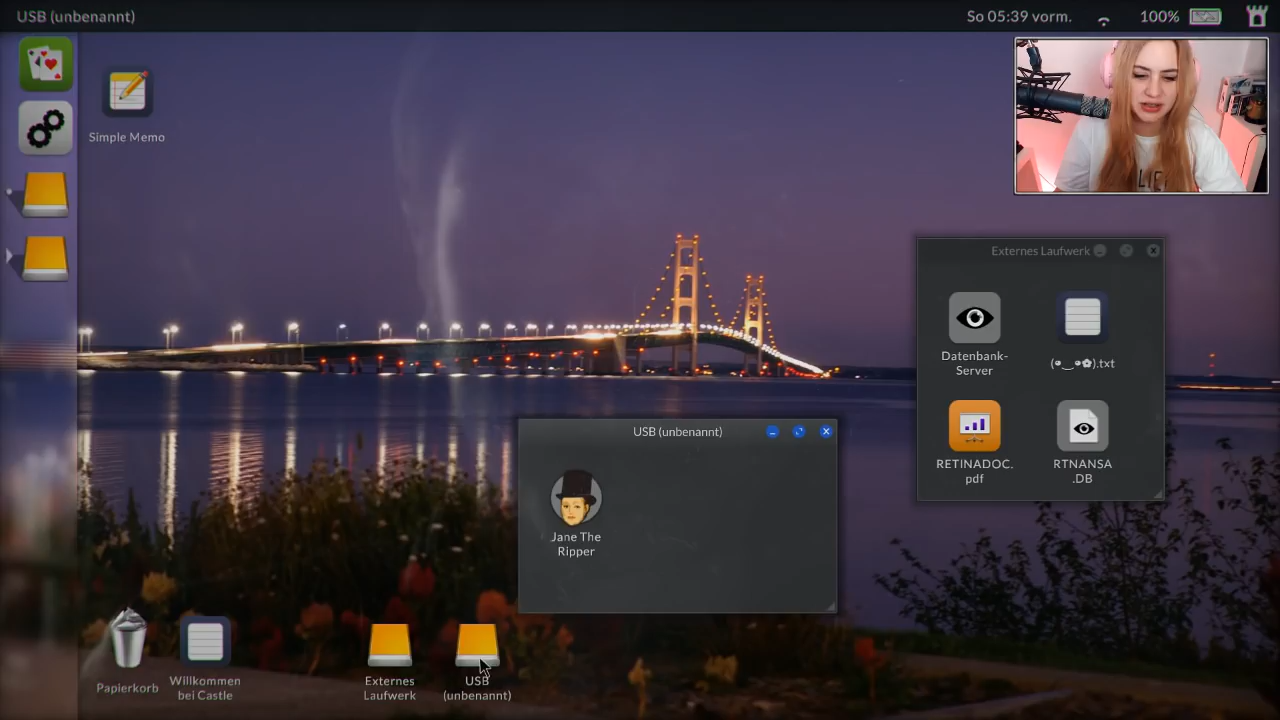 USB (unbenannt)
So 05:39 vorm.
100%
Simple Memo
Externes Laufwerk
Datenbank-
Server
(•‿•✿).txt
RETINADOC.
pdf
RTNANSA
.DB
USB (unbenannt)
Jane The
Ripper
Papierkorb
Willkommen
bei Castle
Externes
Laufwerk
USB
(unbenannt)